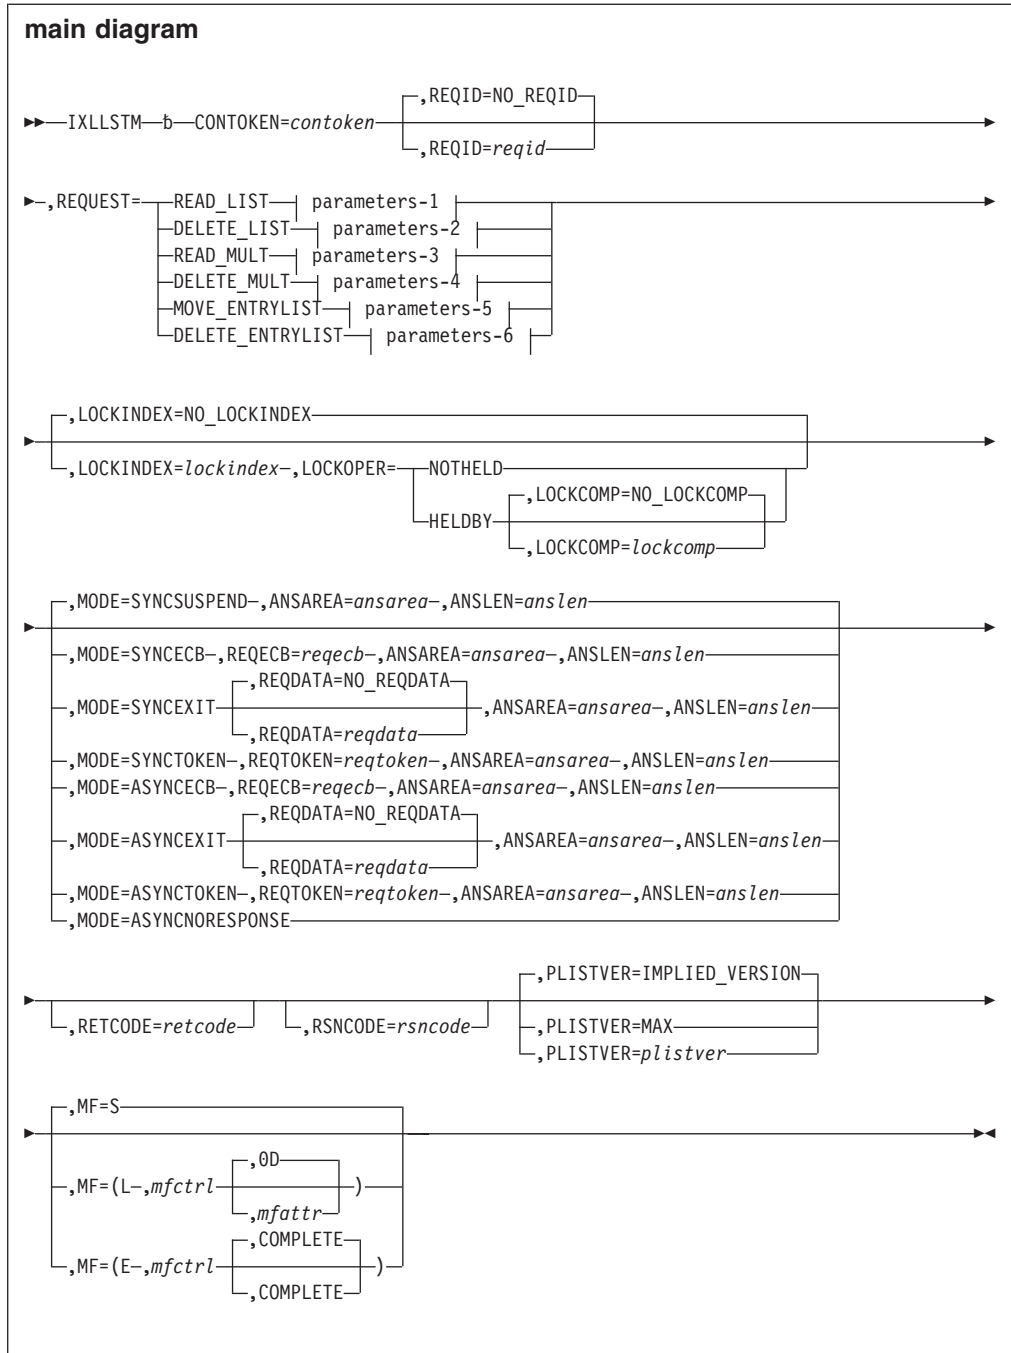 main diagram
,REQID=NO_REQID
IXLLSTM ƀ CONTOKEN=contoken
,REQID=reqid
,REQUEST= READ_LIST parameters-1
DELETE_LIST parameters-2
READ_MULT parameters-3
DELETE_MULT parameters-4
MOVE_ENTRYLIST parameters-5
DELETE_ENTRYLIST parameters-6
,LOCKINDEX=NO_LOCKINDEX
,LOCKINDEX=lockindex ,LOCKOPER= NOTHELD
,LOCKCOMP=NO_LOCKCOMP
HELDBY
,LOCKCOMP=lockcomp
,MODE=SYNCSUSPEND ,ANSAREA=ansarea ,ANSLEN=anslen
,MODE=SYNCECB ,REQECB=reqecb ,ANSAREA=ansarea ,ANSLEN=anslen
,REQDATA=NO_REQDATA
,MODE=SYNCEXIT ,ANSAREA=ansarea ,ANSLEN=anslen
,REQDATA=reqdata
,MODE=SYNCTOKEN ,REQTOKEN=reqtoken ,ANSAREA=ansarea ,ANSLEN=anslen
,MODE=ASYNCECB ,REQECB=reqecb ,ANSAREA=ansarea ,ANSLEN=anslen
,REQDATA=NO_REQDATA
,MODE=ASYNCEXIT ,ANSAREA=ansarea ,ANSLEN=anslen
,REQDATA=reqdata
,MODE=ASYNCTOKEN ,REQTOKEN=reqtoken ,ANSAREA=ansarea ,ANSLEN=anslen
,MODE=ASYNCNORESPONSE
,PLISTVER=IMPLIED_VERSION
,RETCODE=retcode ,RSNCODE=rsncode ,PLISTVER=MAX
,PLISTVER=plistver
,MF=S
,0D
,MF=(L ,mfctrl )
,mfattr
,COMPLETE
,MF=(E ,mfctrl )
,COMPLETE